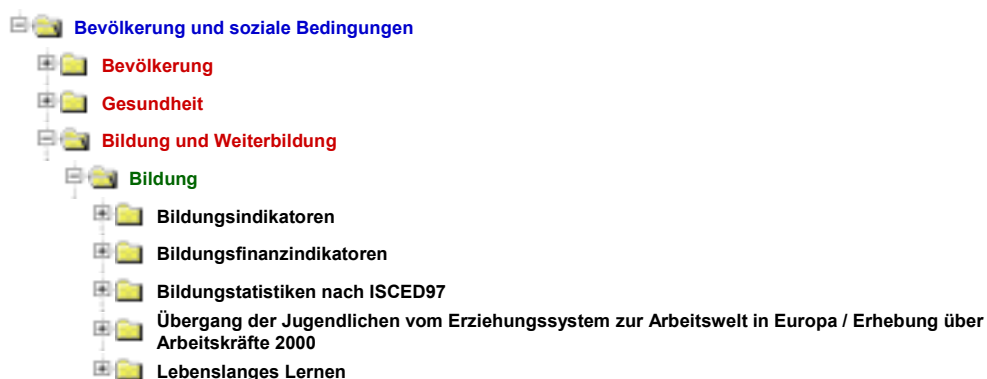 Bevölkerung und soziale Bedingungen
Bevölkerung
Gesundheit
Bildung und Weiterbildung
Bildung
Bildungsindikatoren
Bildungsfinanzindikatoren
Bildungstatistiken nach ISCED97
Übergang der Jugendlichen vom Erziehungssystem zur Arbeitswelt in Europa / Erhebung über
Arbeitskräfte 2000
Lebenslanges Lernen